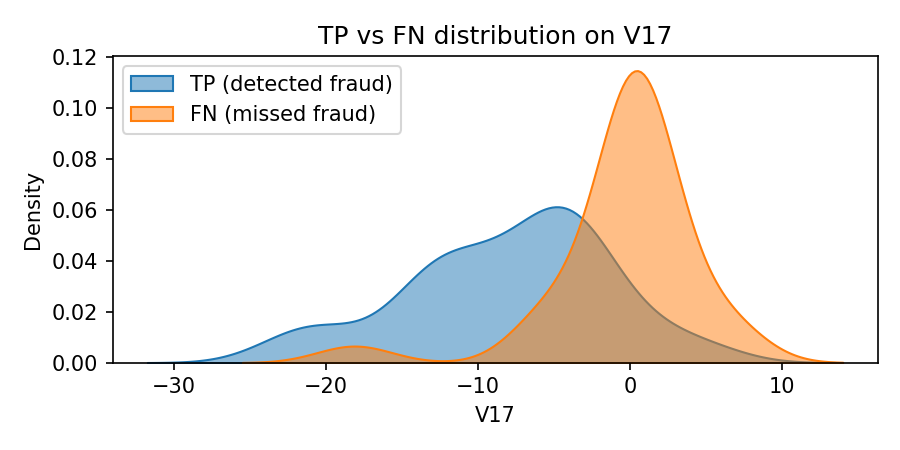 TP vs FN distribution on V17
TP (detected fraud)
FN (missed fraud)
Density
0.12
0.10
0.08
0.06
0.04
0.02
0.00
−30
−20
−10
0
10
V17